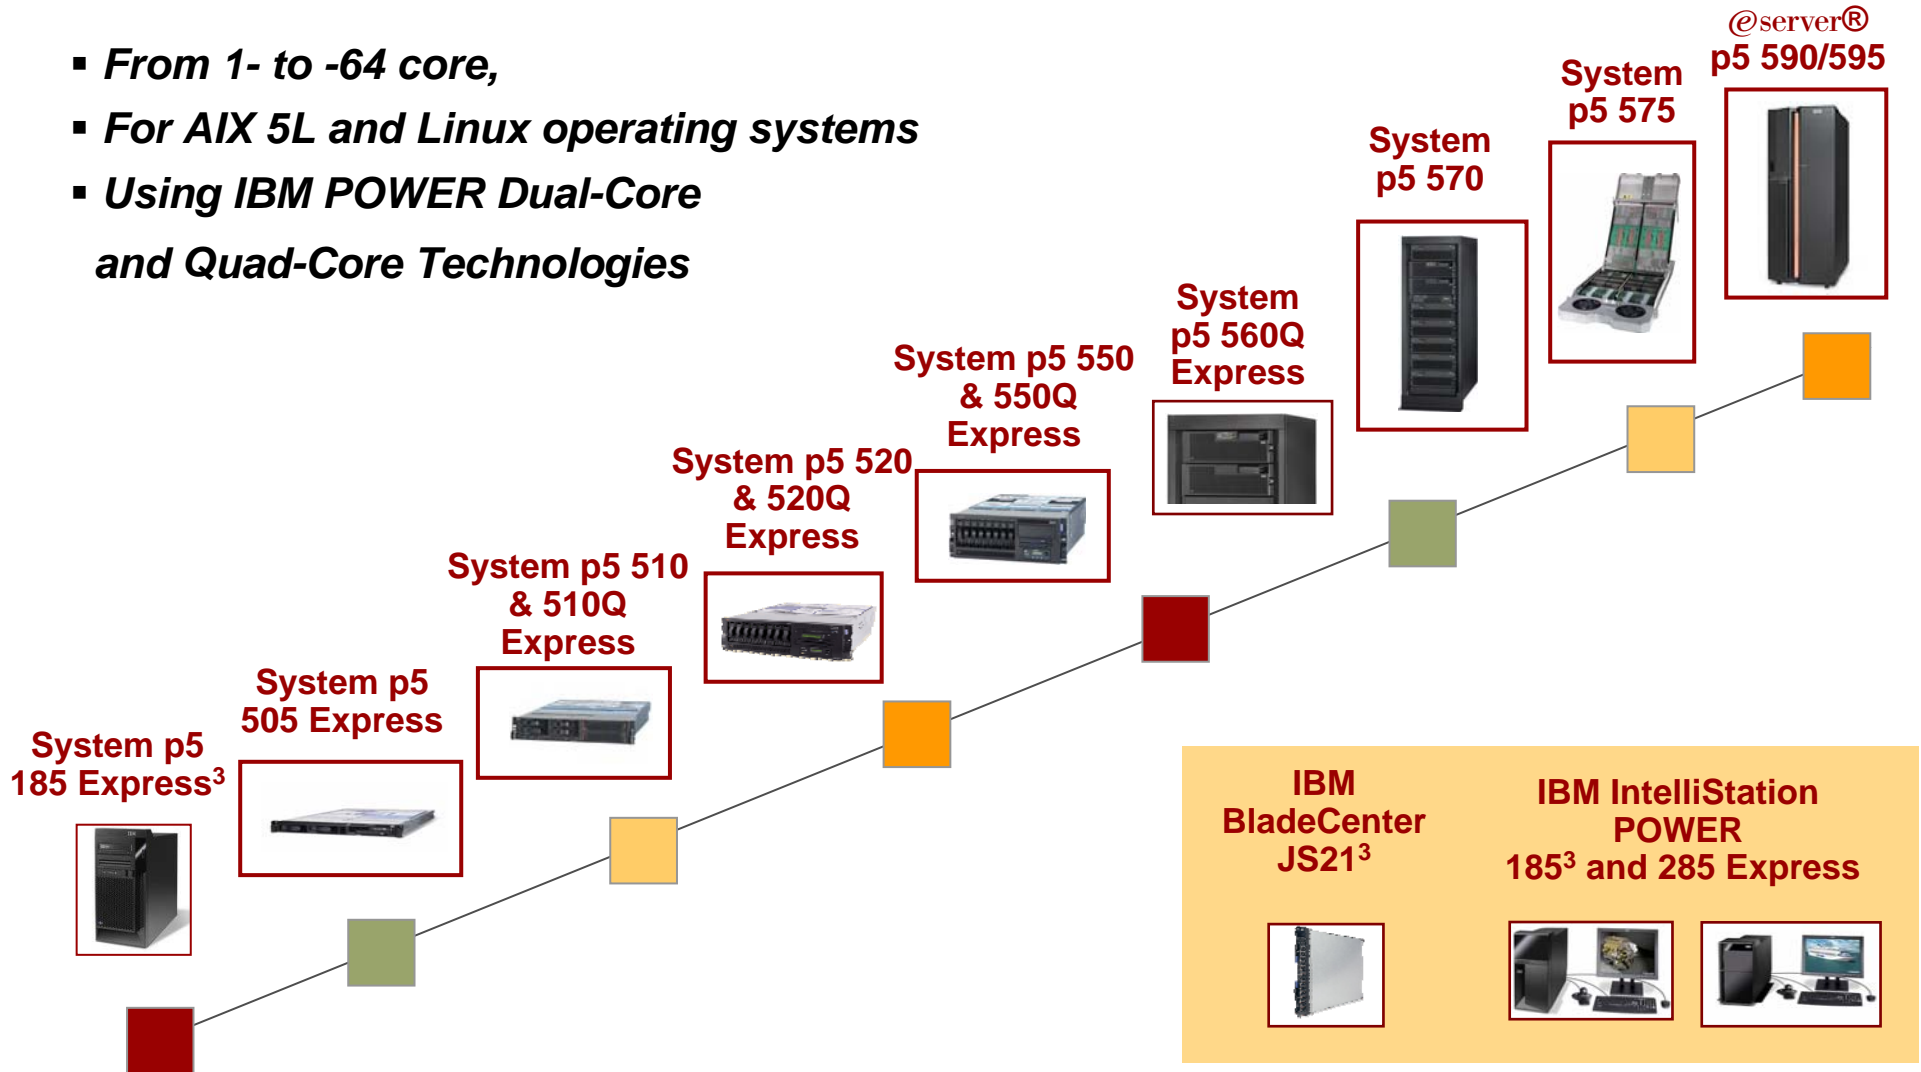 ▪ From 1- to -64 core,
▪ For AIX 5L and Linux operating systems
▪ Using IBM POWER Dual-Core
and Quad-Core Technologies
eserver®
p5 590/595
System
p5 575
System
p5 570
System
p5 560Q
Express
System p5 550
& 550Q
Express
System p5 520
& 520Q
Express
System p5 510
& 510Q
Express
System p5
505 Express
System p5
185 Express³
IBM
BladeCenter
JS21³
IBM IntelliStation
POWER
185³ and 285 Express